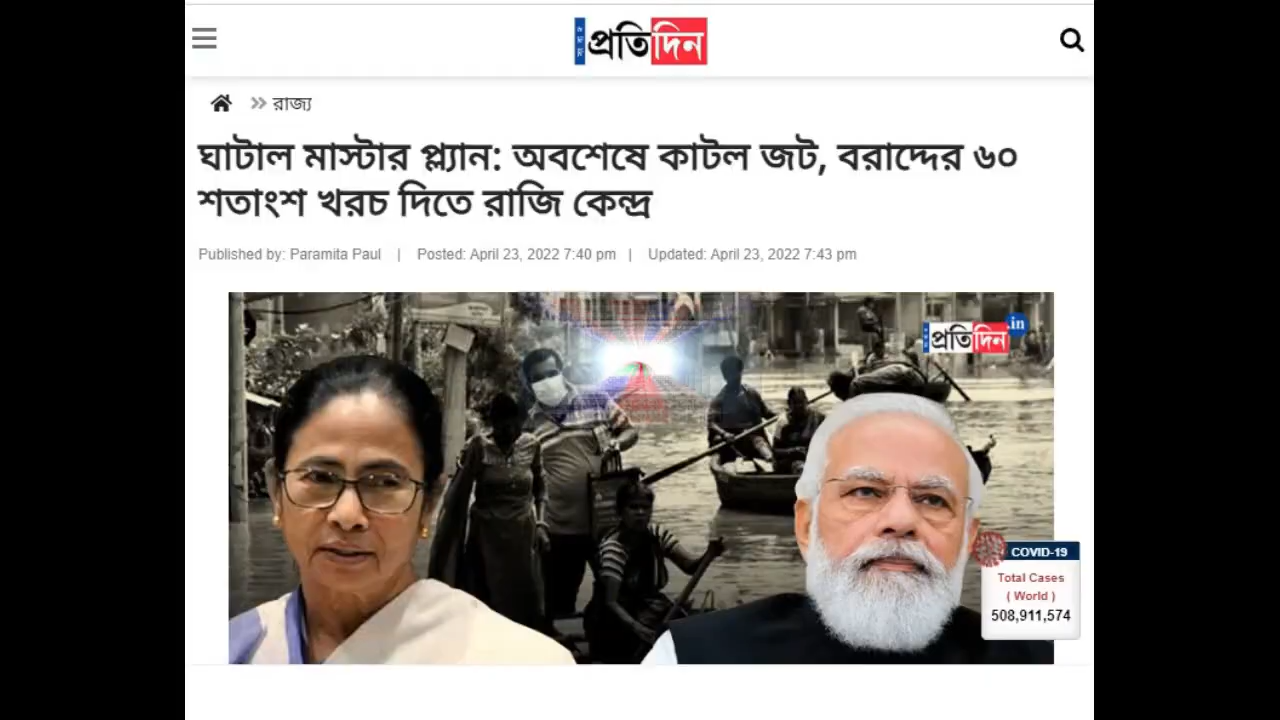 প্রতিদিন
রাজ্য
ঘাটাল মাস্টার প্ল্যান: অবশেষে কাটল জট, বরাদ্দের ৬০
শতাংশ খরচ দিতে রাজি কেন্দ্র
Published by: Paramita Paul | Posted: April 23, 2022 7:40 pm | Updated: April 23, 2022 7:43 pm
প্রতিদিন.in
COVID-19
Total Cases
( World )
508,911,574